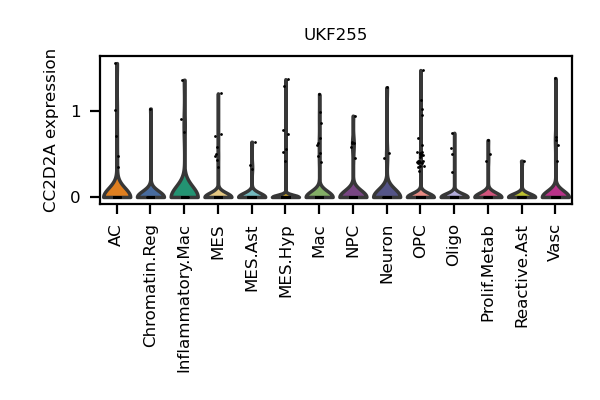 UKF255
CC2D2A expression
1
0
AC
Chromatin.Reg
Inflammatory.Mac
MES
MES.Ast
MES.Hyp
Mac
NPC
Neuron
OPC
Oligo
Prolif.Metab
Reactive.Ast
Vasc